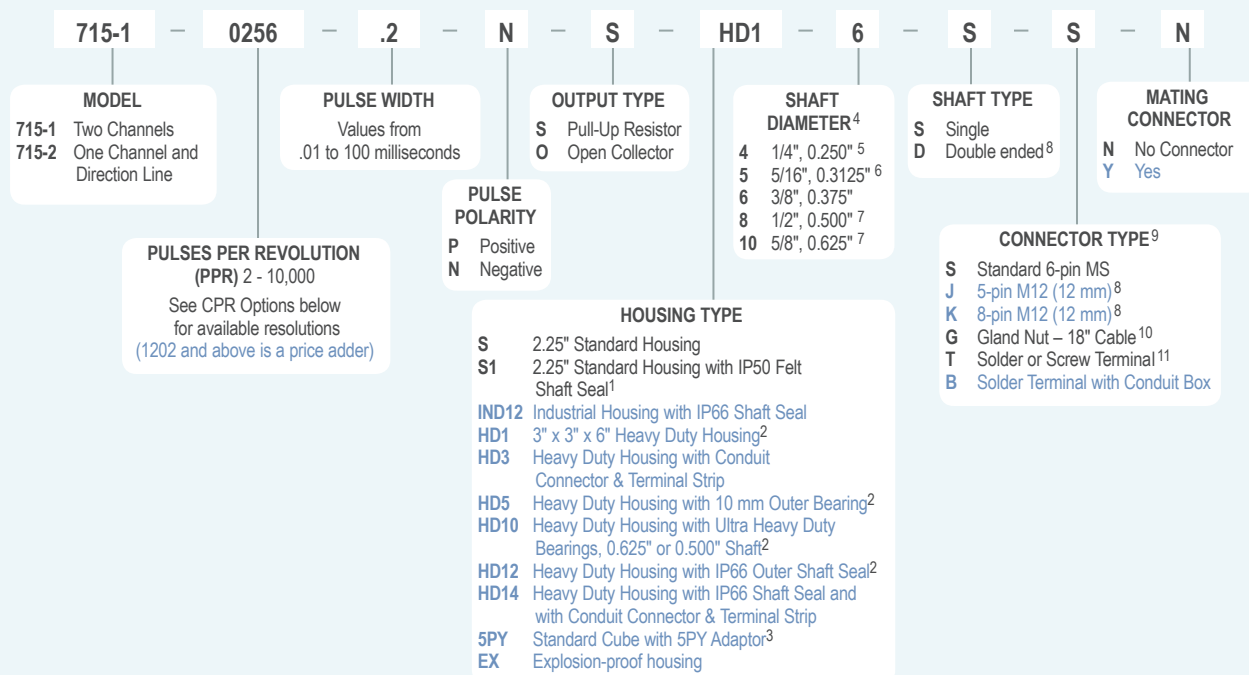 715-1 – 0256 – .2 – N – S – HD1 – 6 – S – S – N
MODEL
715-1 Two Channels
715-2 One Channel and
Direction Line
PULSES PER REVOLUTION
(PPR) 2 - 10,000
See CPR Options below
for available resolutions
(1202 and above is a price adder)
PULSE WIDTH
Values from
.01 to 100 milliseconds
PULSE
POLARITY
P Positive
N Negative
OUTPUT TYPE
S Pull-Up Resistor
O Open Collector
HOUSING TYPE
S 2.25" Standard Housing
S1 2.25" Standard Housing with IP50 Felt
Shaft Seal1
IND12 Industrial Housing with IP66 Shaft Seal
HD1 3" x 3" x 6" Heavy Duty Housing2
HD3 Heavy Duty Housing with Conduit
Connector & Terminal Strip
HD5 Heavy Duty Housing with 10 mm Outer Bearing2
HD10 Heavy Duty Housing with Ultra Heavy Duty
Bearings, 0.625" or 0.500" Shaft2
HD12 Heavy Duty Housing with IP66 Outer Shaft Seal2
HD14 Heavy Duty Housing with IP66 Shaft Seal and
with Conduit Connector & Terminal Strip
5PY Standard Cube with 5PY Adaptor3
EX Explosion-proof housing
SHAFT
DIAMETER4
4 1/4", 0.250" 5
5 5/16", 0.3125" 6
6 3/8", 0.375"
8 1/2", 0.500" 7
10 5/8", 0.625" 7
SHAFT TYPE
S Single
D Double ended8
CONNECTOR TYPE9
S Standard 6-pin MS
J 5-pin M12 (12 mm)8
K 8-pin M12 (12 mm)8
G Gland Nut – 18" Cable10
T Solder or Screw Terminal11
B Solder Terminal with Conduit Box
MATING
CONNECTOR
N No Connector
Y Yes